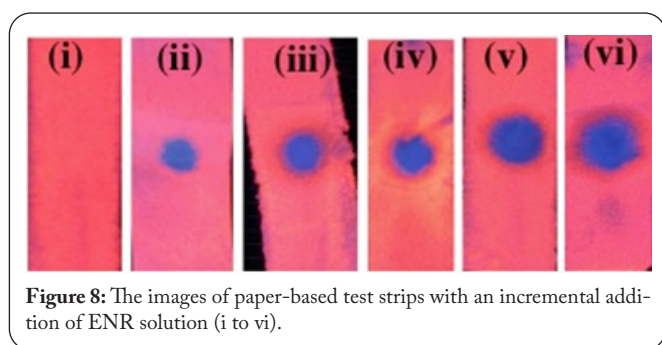 (i) (ii) (iii) (iv) (v) (vi)
Figure 8: The images of paper-based test strips with an incremental addi-
tion of ENR solution (i to vi).